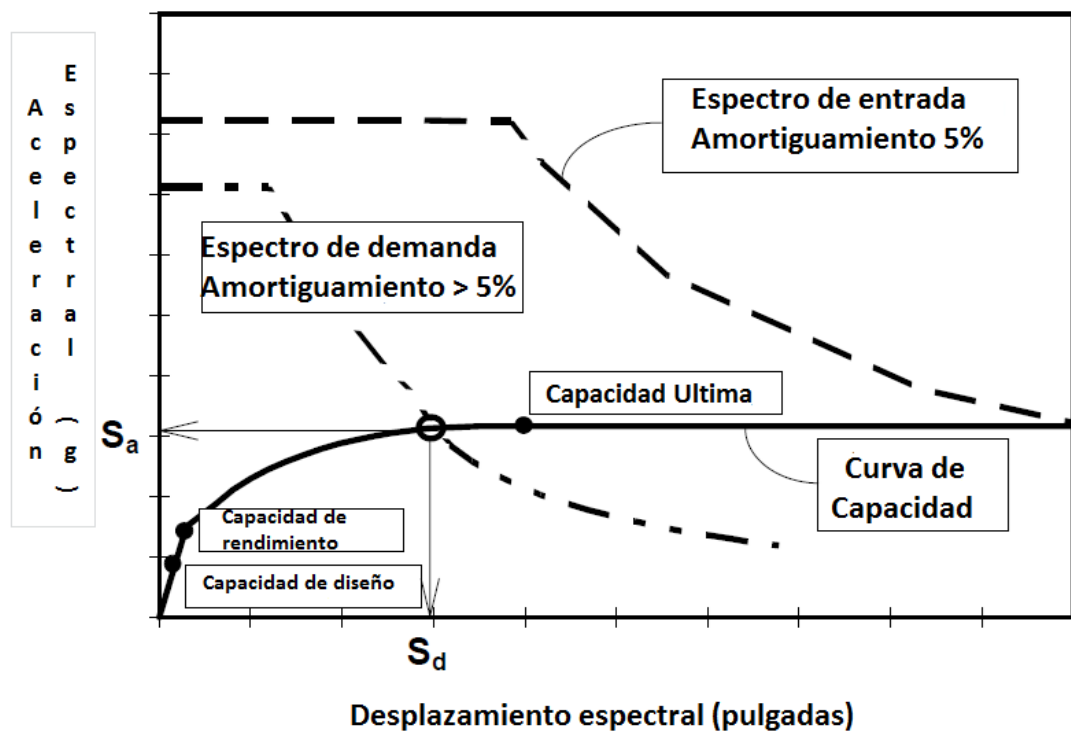 Aceleración
Espectral (g)
Espectro de entrada
Amortiguamiento 5%
Espectro de demanda
Amortiguamiento > 5%
Capacidad Ultima
Sa
Curva de
Capacidad
Capacidad de
rendimiento
Capacidad de diseño
Sd
Desplazamiento espectral (pulgadas)